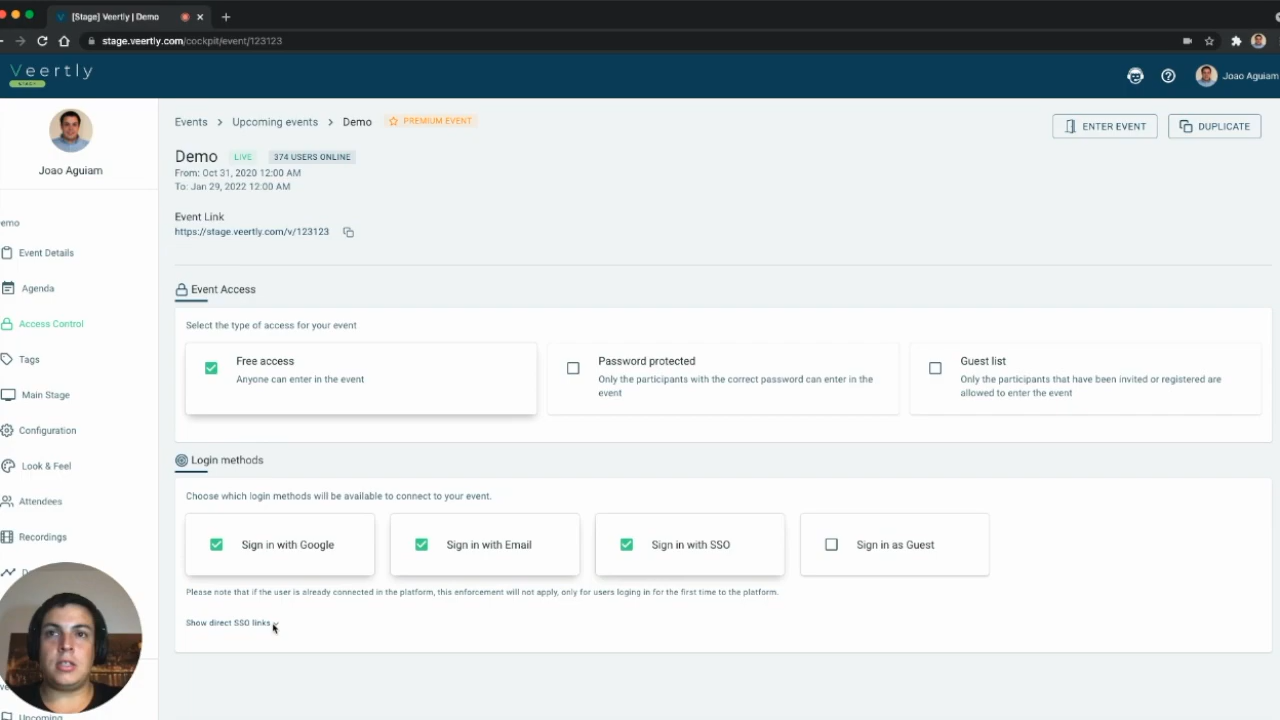 [Stage] Veertly | Demo
stage.veertly.com/cockpit/event/123123
Veertly
Joao Aguiam
Joao Aguiam
Events > Upcoming events > Demo PREMIUM EVENT
ENTER EVENT
DUPLICATE
Demo LIVE 374 USERS ONLINE
From: Oct 31, 2020 12:00 AM
To: Jan 29, 2022 12:00 AM
Event Link
https://stage.veertly.com/v/123123
emo
Event Details
Agenda
Access Control
Tags
Main Stage
Configuration
Look & Feel
Attendees
Recordings
Upcoming
Event Access
Select the type of access for your event
Free access
Anyone can enter in the event
Password protected
Only the participants with the correct password can enter in the
event
Guest list
Only the participants that have been invited or registered are
allowed to enter the event
Login methods
Choose which login methods will be available to connect to your event.
Sign in with Google
Sign in with Email
Sign in with SSO
Sign in as Guest
Please note that if the user is already connected in the platform, this enforcement will not apply, only for users loging in for the first time to the platform.
Show direct SSO links